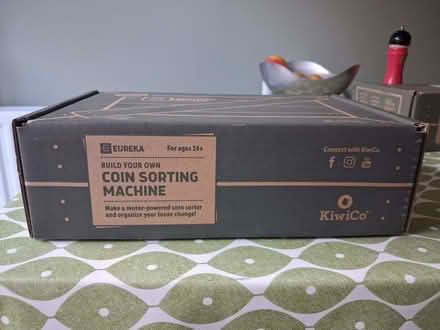 EUREKA
For ages 14+
BUILD YOUR OWN
COIN SORTING
MACHINE
Make a motor-powered coin sorter
and organize your loose change!
Connect with KiwiCo
KiwiCo